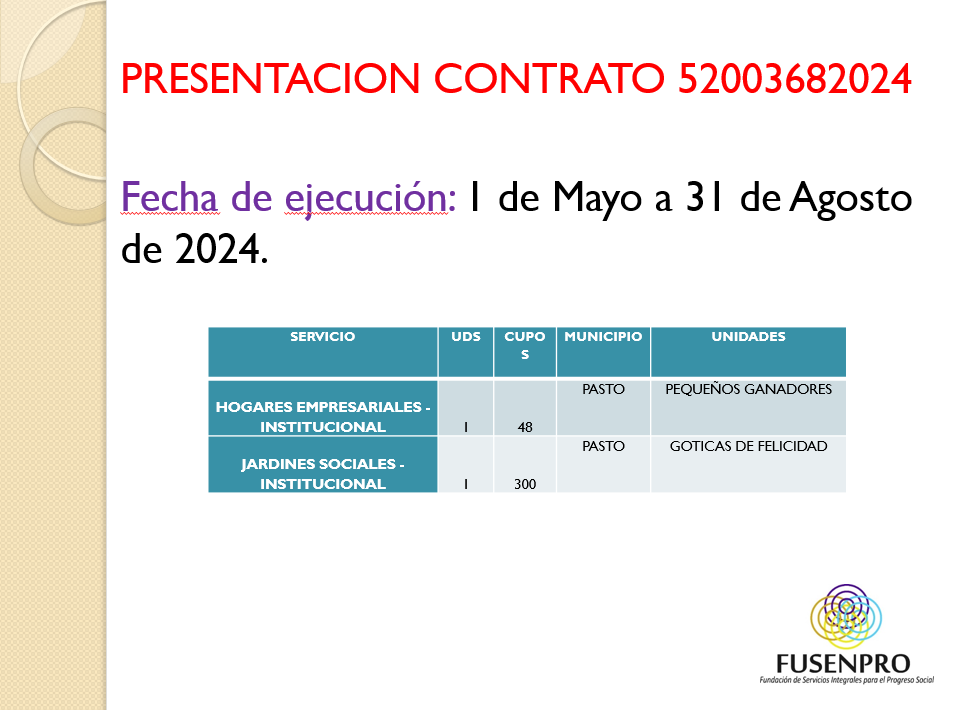 PRESENTACION CONTRATO 52003682024
Fecha de ejecución: 1 de Mayo a 31 de Agosto
de 2024.
SERVICIO UDS CUPO MUNICIPIO UNIDADES
S
PASTO PEQUEÑOS GANADORES
HOGARES EMPRESARIALES -
INSTITUCIONAL 1 48
PASTO GOTICAS DE FELICIDAD
JARDINES SOCIALES -
INSTITUCIONAL 1 300
FUSENPRO
Fundación de Servicios Integrales para el Progreso Social